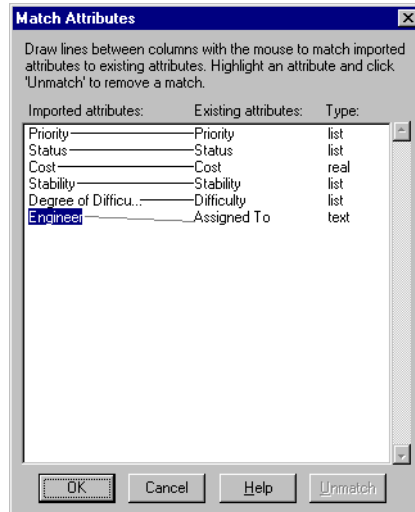 Match Attributes
Draw lines between columns with the mouse to match imported
attributes to existing attributes. Highlight an attribute and click
'Unmatch' to remove a match.
Imported attributes: Existing attributes: Type:
Priority Priority list
Status Status list
Cost Cost real
Stability Stability list
Degree of Difficu... Difficulty list
Engineer Assigned To text
OK Cancel Help Unmatch